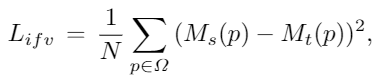 L_{ifv} = \frac{1}{N} \sum_{p \in \Omega} (M_s(p) - M_t(p))^2,